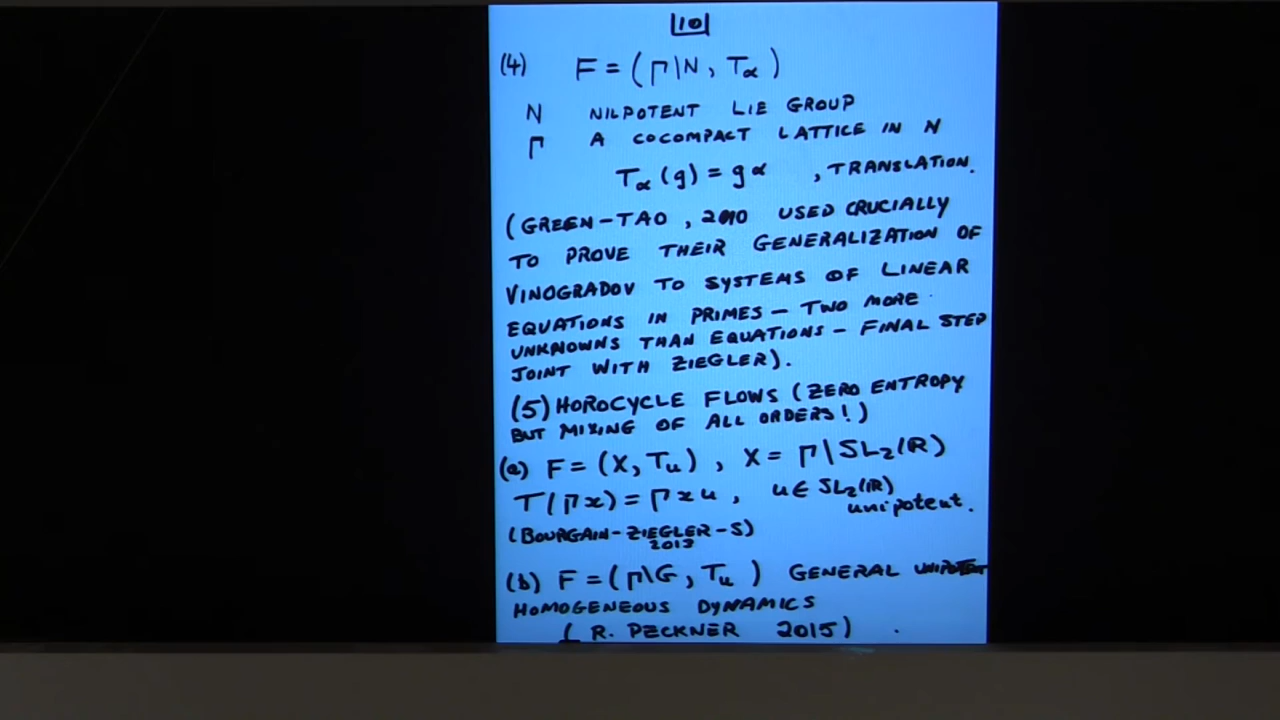 10
(4) F = (Γ\N, Tα)
N NILPOTENT LIE GROUP
Γ A COCOMPACT LATTICE IN N
Tα(g) = gα , TRANSLATION.
(GREEN-TAO, 2010 USED CRUCIALLY
TO PROVE THEIR GENERALIZATION OF
VINOGRADOV TO SYSTEMS OF LINEAR
EQUATIONS IN PRIMES – TWO MORE
UNKNOWNS THAN EQUATIONS – FINAL STEP
JOINT WITH ZIEGLER).
(5) HOROCYCLE FLOWS (ZERO ENTROPY
BUT MIXING OF ALL ORDERS!)
(a) F = (X, Tu) , X = Γ\SL2(R)
T(Γx) = Γxu , u ∈ SL2(R)
unipotent.
(BOURGAIN-ZIEGLER-S)
2013
(b) F = (Γ\G, Tu) GENERAL UNIPOTENT
HOMOGENEOUS DYNAMICS
(R. PECKNER 2015) .